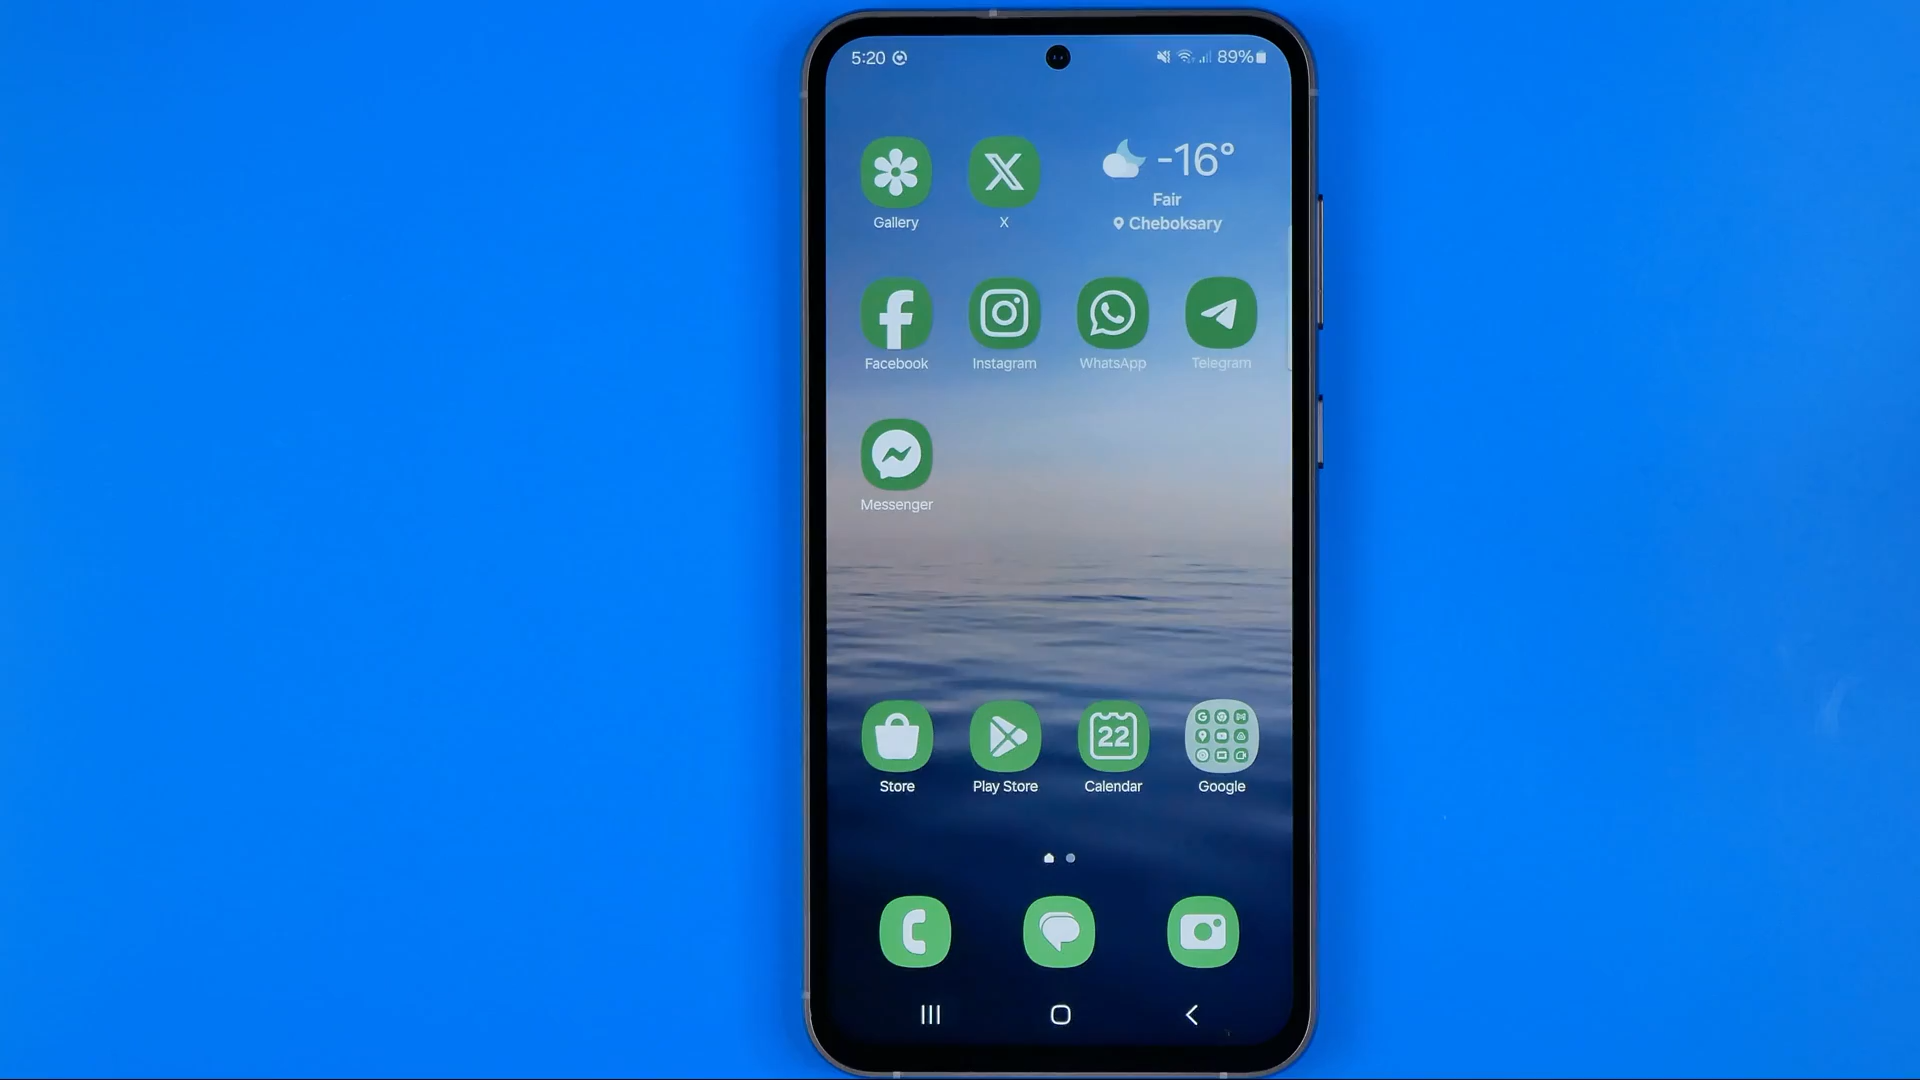 5:20 89%
-16°
Fair
Cheboksary
Gallery X
Facebook Instagram WhatsApp Telegram
Messenger
22
Store Play Store Calendar Google